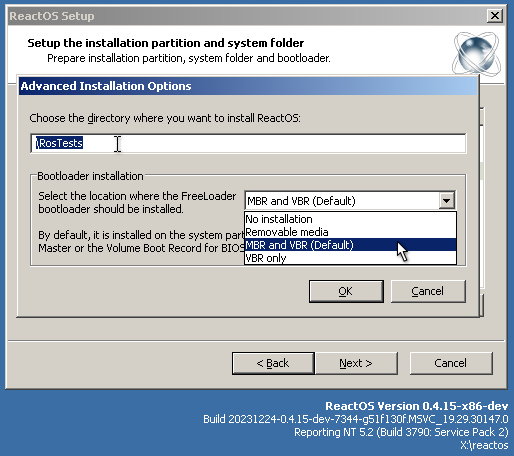 ReactOS Setup
Setup the installation partition and system folder
Prepare installation partition, system folder and bootloader.
Advanced Installation Options
Choose the directory where you want to install ReactOS:
\RosTests
Bootloader installation
Select the location where the FreeLoader
bootloader should be installed.
MBR and VBR (Default)
No installation
Removable media
MBR and VBR (Default)
VBR only
By default, it is installed on the system part
Master or the Volume Boot Record for BIOS
OK
Cancel
< Back
Next >
Cancel
ReactOS Version 0.4.15-x86-dev
Build 20231224-0.4.15-dev-7344-g51f130f.MSVC_19.29.30147.0
Reporting NT 5.2 (Build 3790: Service Pack 2)
X:\reactos